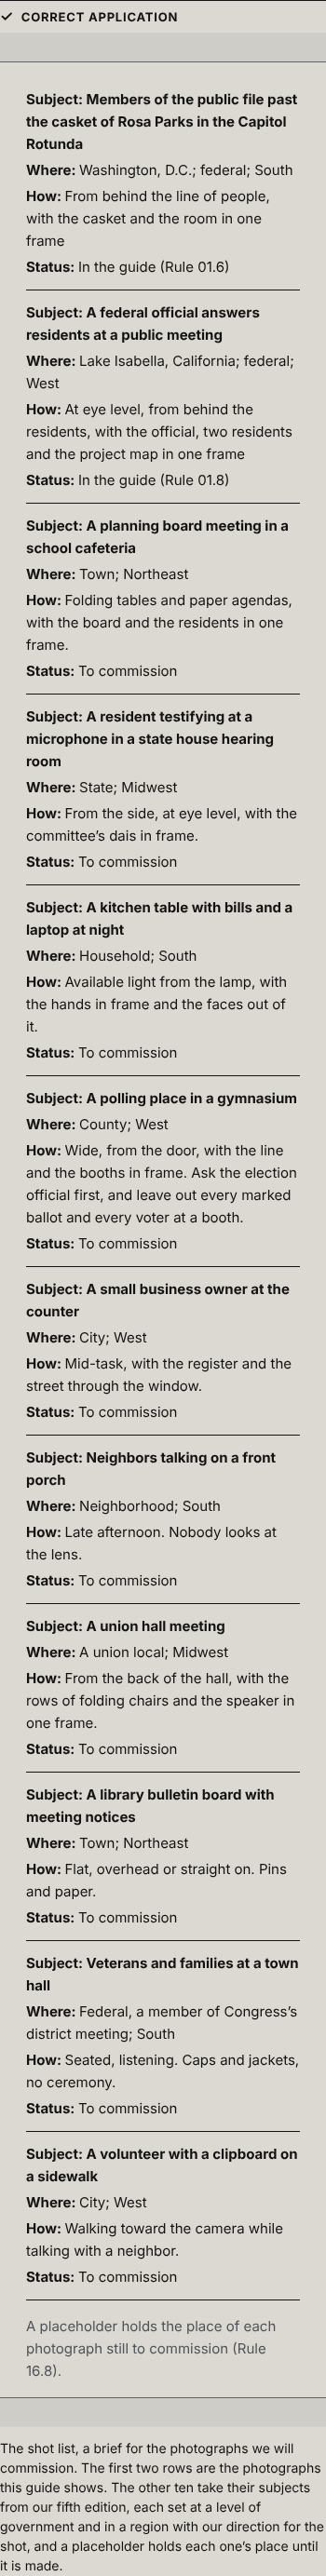 ✓ CORRECT APPLICATION
Subject: Members of the public file past
the casket of Rosa Parks in the Capitol
Rotunda
Where: Washington, D.C.; federal; South
How: From behind the line of people,
with the casket and the room in one
frame
Status: In the guide (Rule 01.6)
Subject: A federal official answers
residents at a public meeting
Where: Lake Isabella, California; federal;
West
How: At eye level, from behind the
residents, with the official, two residents
and the project map in one frame
Status: In the guide (Rule 01.8)
Subject: A planning board meeting in a
school cafeteria
Where: Town; Northeast
How: Folding tables and paper agendas,
with the board and the residents in one
frame.
Status: To commission
Subject: A resident testifying at a
microphone in a state house hearing
room
Where: State; Midwest
How: From the side, at eye level, with the
committee’s dais in frame.
Status: To commission
Subject: A kitchen table with bills and a
laptop at night
Where: Household; South
How: Available light from the lamp, with
the hands in frame and the faces out of
it.
Status: To commission
Subject: A polling place in a gymnasium
Where: County; West
How: Wide, from the door, with the line
and the booths in frame. Ask the election
official first, and leave out every marked
ballot and every voter at a booth.
Status: To commission
Subject: A small business owner at the
counter
Where: City; West
How: Mid-task, with the register and the
street through the window.
Status: To commission
Subject: Neighbors talking on a front
porch
Where: Neighborhood; South
How: Late afternoon. Nobody looks at
the lens.
Status: To commission
Subject: A union hall meeting
Where: A union local; Midwest
How: From the back of the hall, with the
rows of folding chairs and the speaker in
one frame.
Status: To commission
Subject: A library bulletin board with
meeting notices
Where: Town; Northeast
How: Flat, overhead or straight on. Pins
and paper.
Status: To commission
Subject: Veterans and families at a town
hall
Where: Federal, a member of Congress’s
district meeting; South
How: Seated, listening. Caps and jackets,
no ceremony.
Status: To commission
Subject: A volunteer with a clipboard on
a sidewalk
Where: City; West
How: Walking toward the camera while
talking with a neighbor.
Status: To commission
A placeholder holds the place of each
photograph still to commission (Rule
16.8).
The shot list, a brief for the photographs we will
commission. The first two rows are the photographs
this guide shows. The other ten take their subjects
from our fifth edition, each set at a level of
government and in a region with our direction for the
shot, and a placeholder holds each one’s place until
it is made.